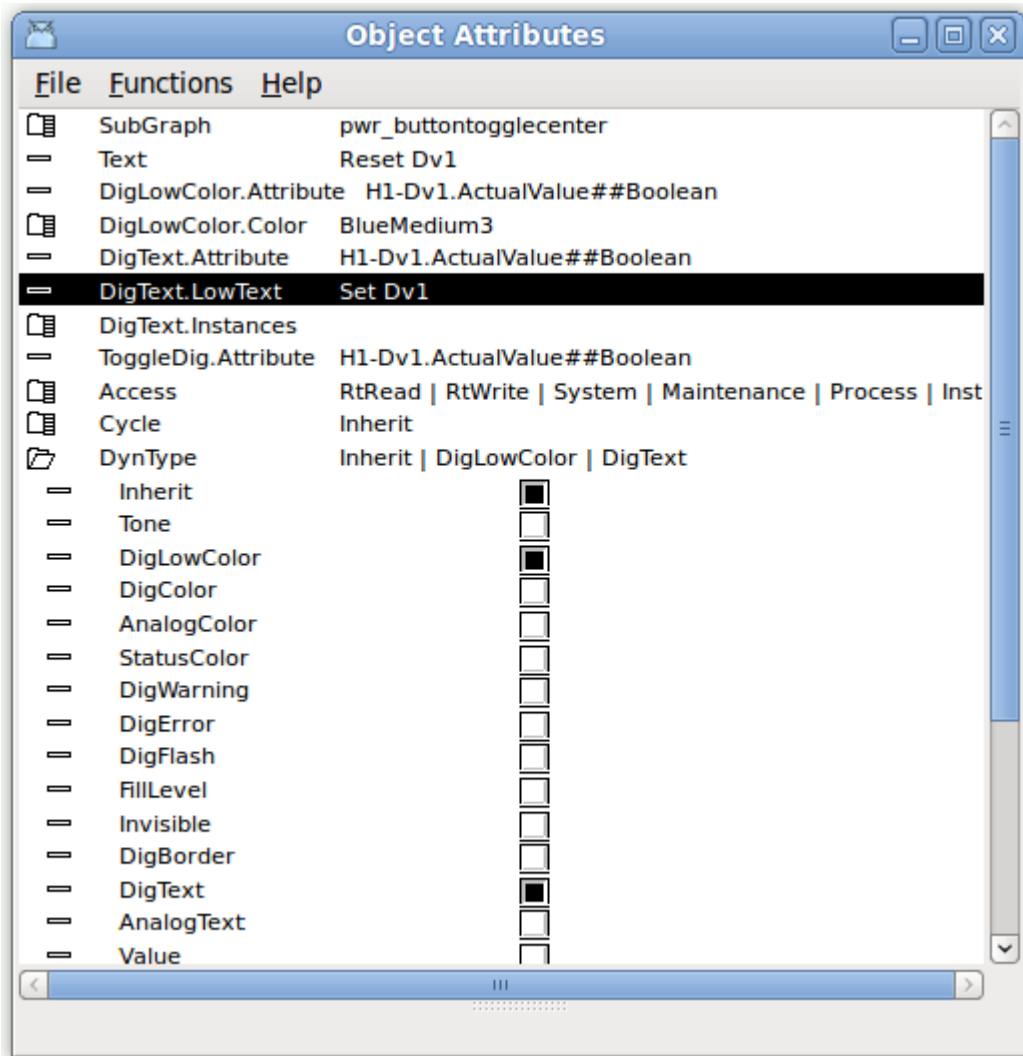 Object Attributes
File Functions Help
SubGraph pwr_buttontogglecenter
Text Reset Dv1
DigLowColor.Attribute H1-Dv1.ActualValue##Boolean
DigLowColor.Color BlueMedium3
DigText.Attribute H1-Dv1.ActualValue##Boolean
DigText.LowText Set Dv1
DigText.Instances
ToggleDig.Attribute H1-Dv1.ActualValue##Boolean
Access RtRead | RtWrite | System | Maintenance | Process | Inst
Cycle Inherit
DynType Inherit | DigLowColor | DigText
Inherit
Tone
DigLowColor
DigColor
AnalogColor
StatusColor
DigWarning
DigError
DigFlash
FillLevel
Invisible
DigBorder
DigText
AnalogText
Value